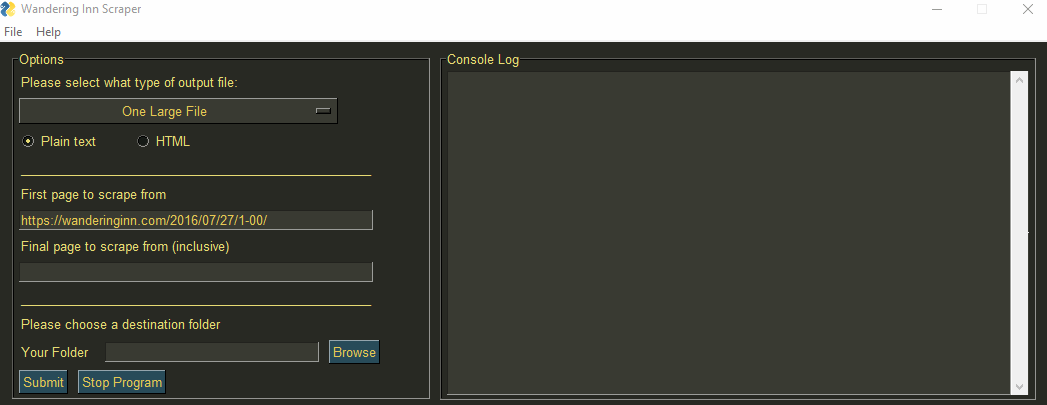 Wandering Inn Scraper
File Help
Options
Please select what type of output file:
One Large File
Plain text HTML
First page to scrape from
https://wanderinginn.com/2016/07/27/1-00/
Final page to scrape from (inclusive)
Please choose a destination folder
Your Folder Browse
Submit Stop Program
Console Log